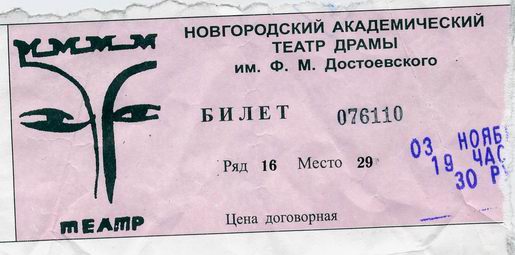 НОВГОРОДСКИЙ АКАДЕМИЧЕСКИЙ
ТЕАТР ДРАМЫ
им. Ф. М. Достоевского
БИЛЕТ 076110
Ряд 16 Место 29
03 НОЯБ
19 ЧАС
30 РУ
Цена договорная
театр